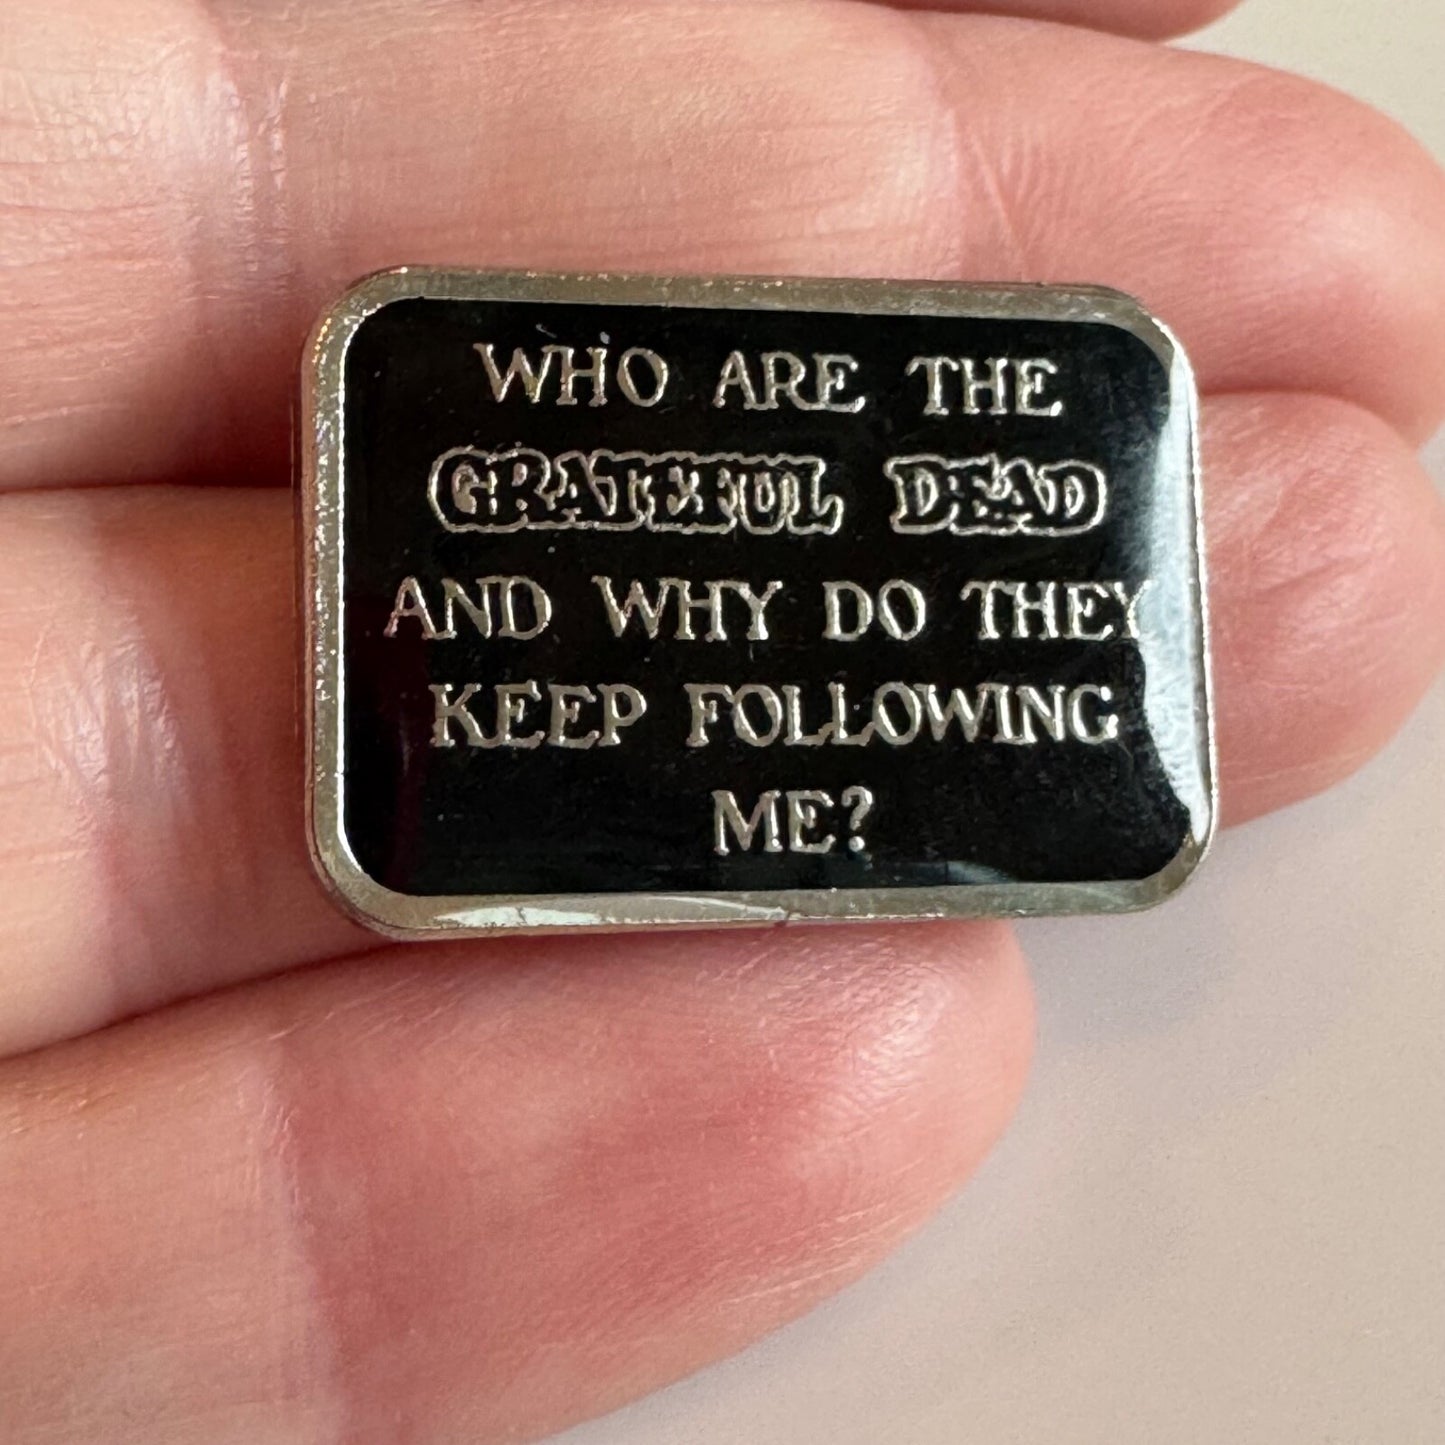 WHO ARE THE
GRATEFUL DEAD
AND WHY DO THEY
KEEP FOLLOWING
ME?